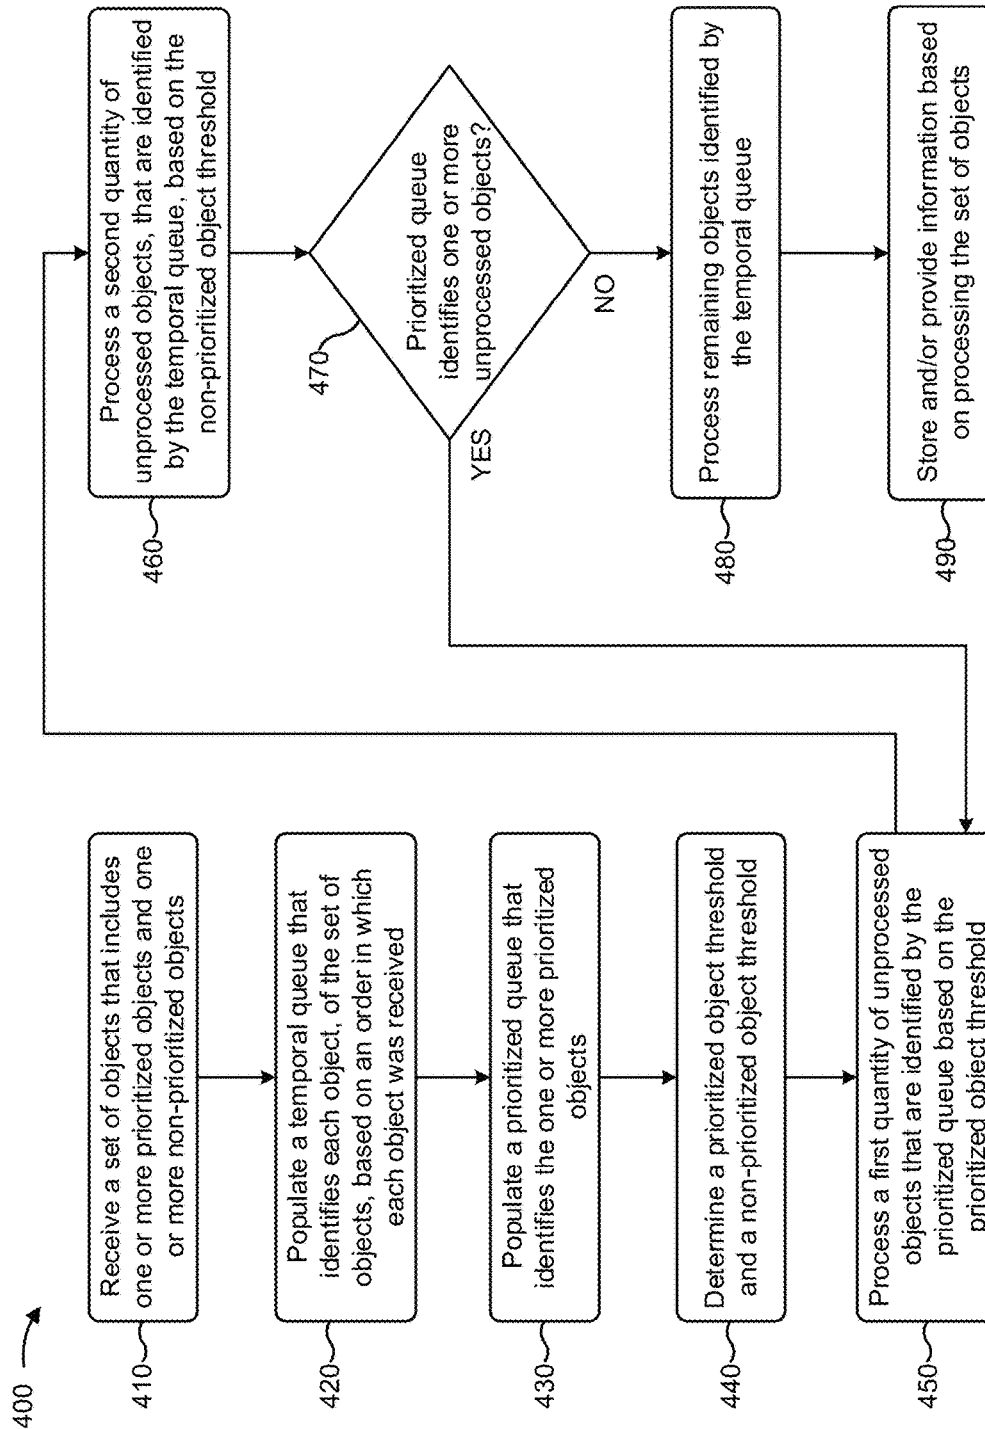 400
410
Receive a set of objects that includes
one or more prioritized objects and one
or more non-prioritized objects
420
Populate a temporal queue that
identifies each object, of the set of
objects, based on an order in which
each object was received
430
Populate a prioritized queue that
identifies the one or more prioritized
objects
440
Determine a prioritized object threshold
and a non-prioritized object threshold
450
Process a first quantity of unprocessed
objects that are identified by the
prioritized queue based on the
prioritized object threshold
460
Process a second quantity of
unprocessed objects, that are identified
by the temporal queue, based on the
non-prioritized object threshold
470
Prioritized queue
identifies one or more
unprocessed objects?
YES
NO
480
Process remaining objects identified by
the temporal queue
490
Store and/or provide information based
on processing the set of objects